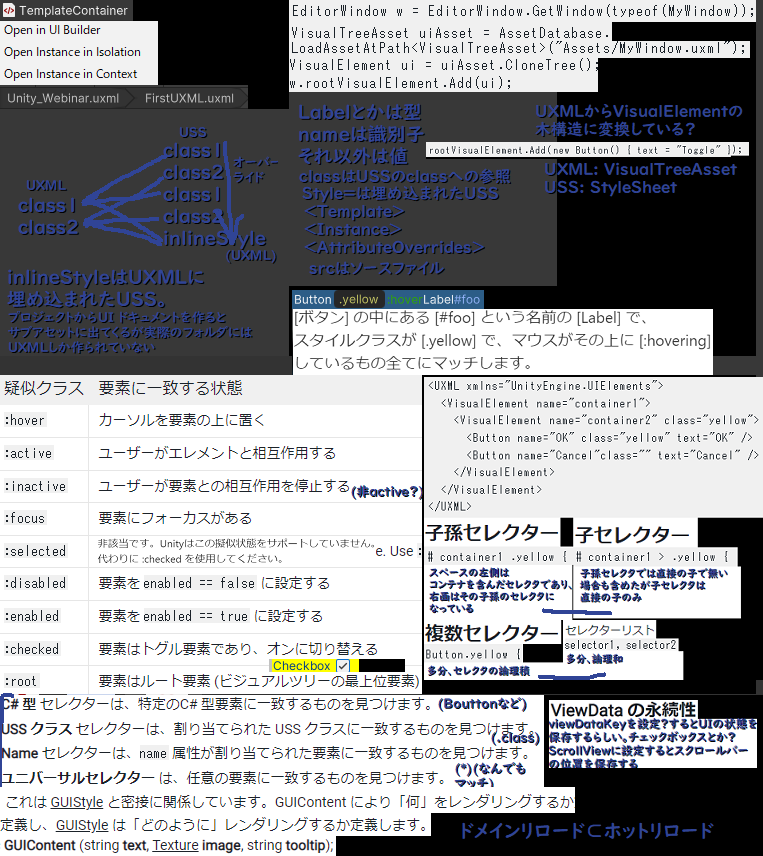 TemplateContainer
Open in UI Builder
Open Instance in Isolation
Open Instance in Context
Unity_Webinar.uxml
FirstUXML.uxml
USS
class1
class2
class1
class2
inlineStyle
(UXML)
オーバー
ライド
UXML
class1
class2
inlineStyleはUXMLに
埋め込まれたUSS。
プロジェクトからUIドキュメントを作ると
サブアセットに出てくるが実際のフォルダには
UXMLしか作られていない
EditorWindow w = EditorWindow.GetWindow(typeof(MyWindow));
VisualTreeAsset uiAsset = AssetDatabase.
LoadAssetAtPath<VisualTreeAsset>("Assets/MyWindow.uxml");
VisualElement ui = uiAsset.CloneTree();
w.rootVisualElement.Add(ui);
Labelとかは型
nameは識別子
それ以外は値
classはUSSのclassへの参照
Style=は埋め込まれたUSS
<Template>
<Instance>
<AttributeOverrides>
srcはソースファイル
UXMLからVisualElementの
木構造に変換している?
rootVisualElement.Add(new Button() { text = "Toggle" });
UXML: VisualTreeAsset
USS: StyleSheet
Button .yellow :hover Label#foo
[ボタン] の中にある [#foo] という名前の [Label] で、
スタイルクラスが [.yellow] で、マウスがその上に [:hovering]
しているもの全てにマッチします。
疑似クラス 要素に一致する状態
:hover カーソルを要素の上に置く
:active ユーザーがエレメントと相互作用する
:inactive ユーザーが要素との相互作用を停止する(非active?)
:focus 要素にフォーカスがある
:selected 非該当です。Unityはこの擬似状態をサポートしていません。
代わりに :checked を使用してください。 e. Use :
:disabled 要素を enabled == false に設定する
:enabled 要素を enabled == true に設定する
:checked 要素はトグル要素であり、オンに切り替える
Checkbox
:root 要素はルート要素 (ビジュアルツリーの最上位要素)
<UXML xmlns="UnityEngine.UIElements">
<VisualElement name="container1">
<VisualElement name="container2" class="yellow">
<Button name="OK" class="yellow" text="OK" />
<Button name="Cancel"class="" text="Cancel" />
</VisualElement>
</VisualElement>
</UXML>
子孫セレクター
# container1 .yellow {
スペースの左側は
コンテナを含んだセレクタであり、
右画はその子孫のセレクタに
なっている
子セレクター
# container1 > .yellow {
子孫セレクタでは直接の子で無い
場合も含めたが子セレクタは
直接の子のみ
複数セレクター
Button.yellow {
多分、セレクタの論理積
セレクターリスト
selector1, selector2
多分、論理和
C# 型 セレクターは、特定のC# 型要素に一致するものを見つけます。(Bouttonなど)
USS クラス セレクターは、割り当てられた USS クラスに一致するものを見つけます。
(.class)
Name セレクターは、name 属性が割り当てられた要素に一致するものを見つけます。
ユニバーサルセレクター は、任意の要素に一致するものを見つけます。 (*)(なんでも
マッチ)
ViewData の永続性
viewDataKeyを設定?するとUIの状態を
保存するらしい。チェックボックスとか?
ScrollViewに設定するとスクロールバー
の位置を保存する
これは GUIStyle と密接に関係しています。GUIContent により「何」をレンダリングするか
定義し、GUIStyle は「どのように」レンダリングするか定義します。
GUIContent (string text, Texture image, string tooltip);
ドメインリロード⊂ホットリロード